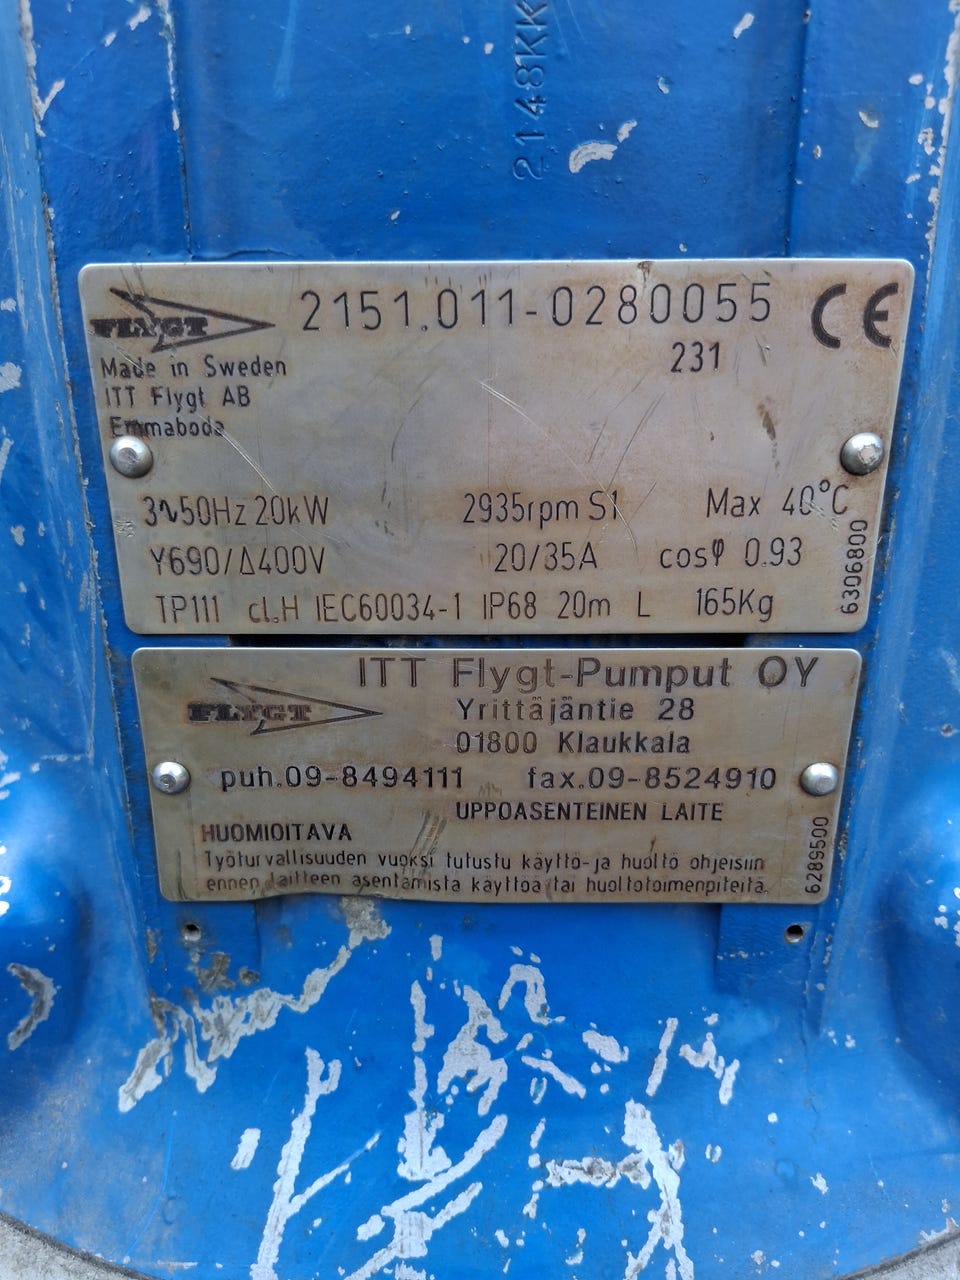 2148KK
FLYGT 2151.011-0280055 CE
231
Made in Sweden
ITT Flygt AB
Emmaboda
3∿50Hz 20kW 2935rpm S1 Max 40°C
Y690/Δ400V 20/35A cosφ 0.93
TP111 cl.H IEC60034-1 IP68 20m L 165Kg
6306800
ITT Flygt-Pumput OY
FLYGT Yrittäjäntie 28
01800 Klaukkala
puh.09-8494111 fax.09-8524910
UPPOASENTEINEN LAITE
HUOMIOITAVA
Työturvallisuuden vuoksi tutustu käyttö-ja huolto ohjeisiin
ennen laitteen asentamista käyttöä tai huoltotoimenpiteitä.
6289500